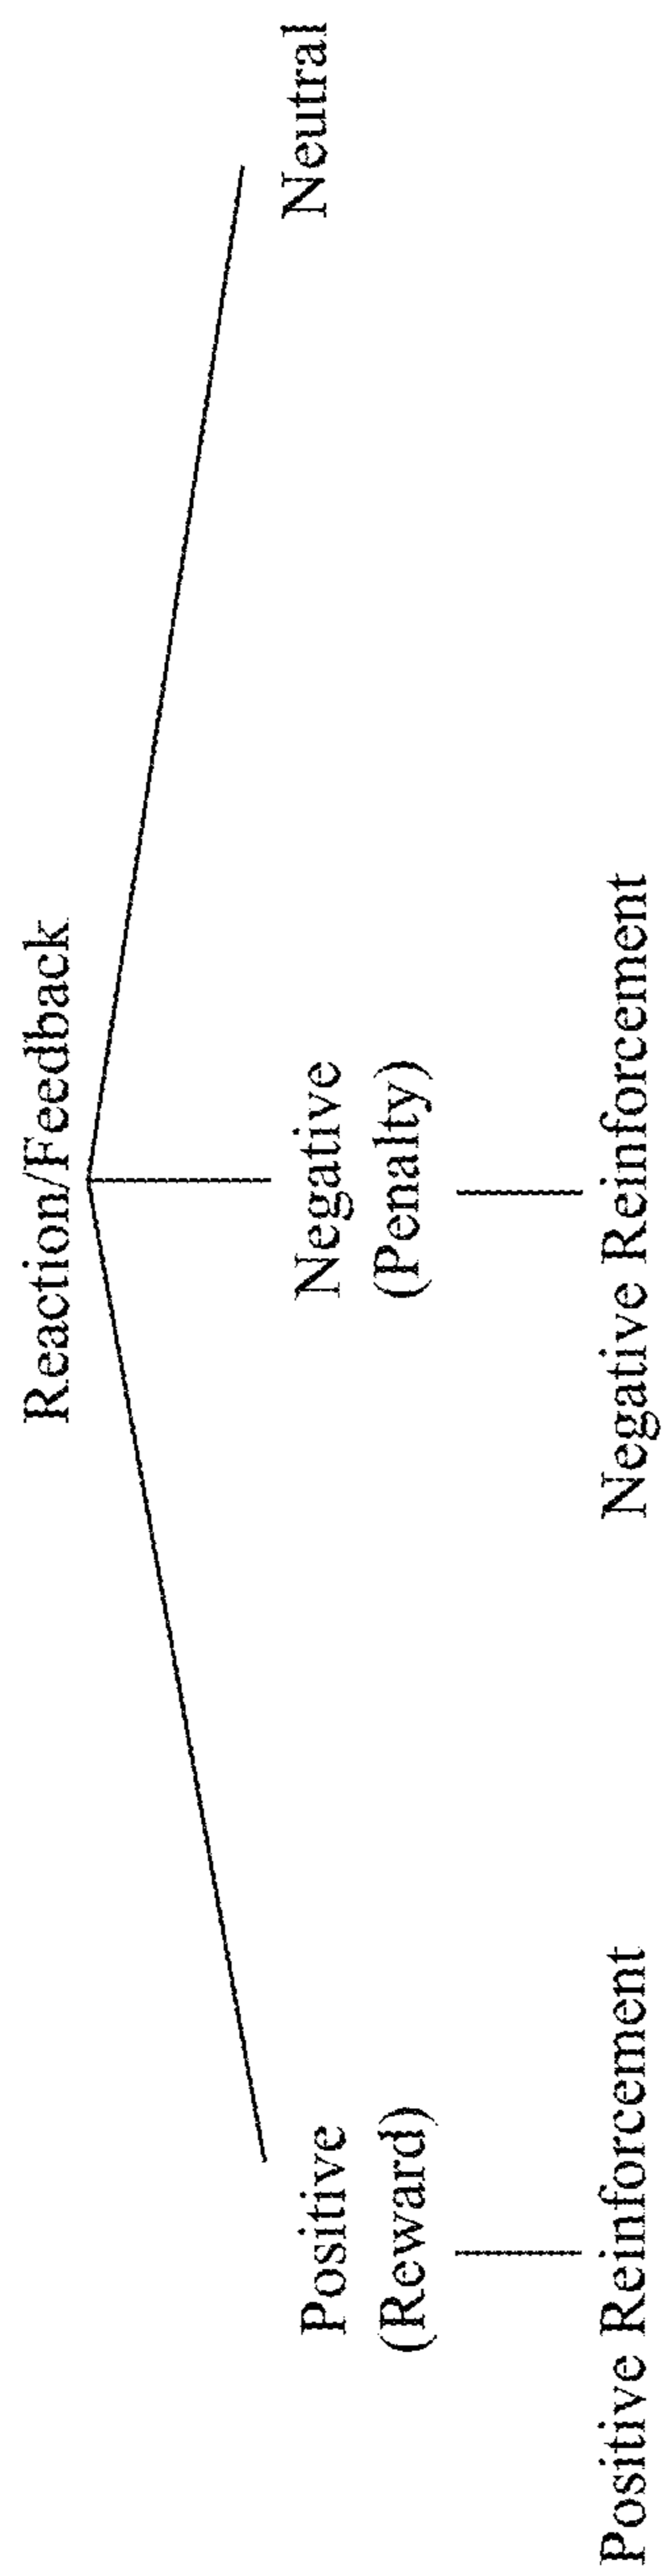 Reaction/Feedback
Positive
(Reward)
Negative
(Penalty)
Neutral
Positive Reinforcement
Negative Reinforcement